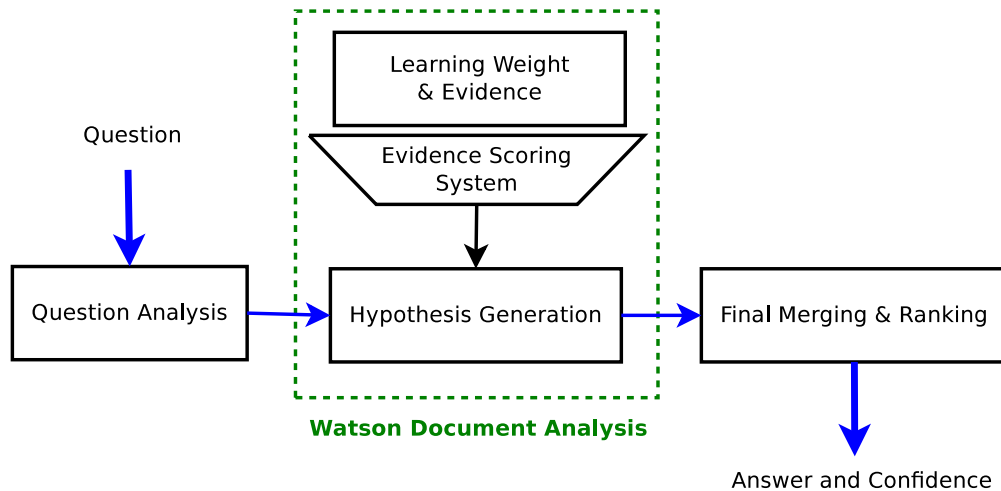 Learning Weight
& Evidence
Question
Evidence Scoring
System
Question Analysis
Hypothesis Generation
Final Merging & Ranking
Watson Document Analysis
Answer and Confidence